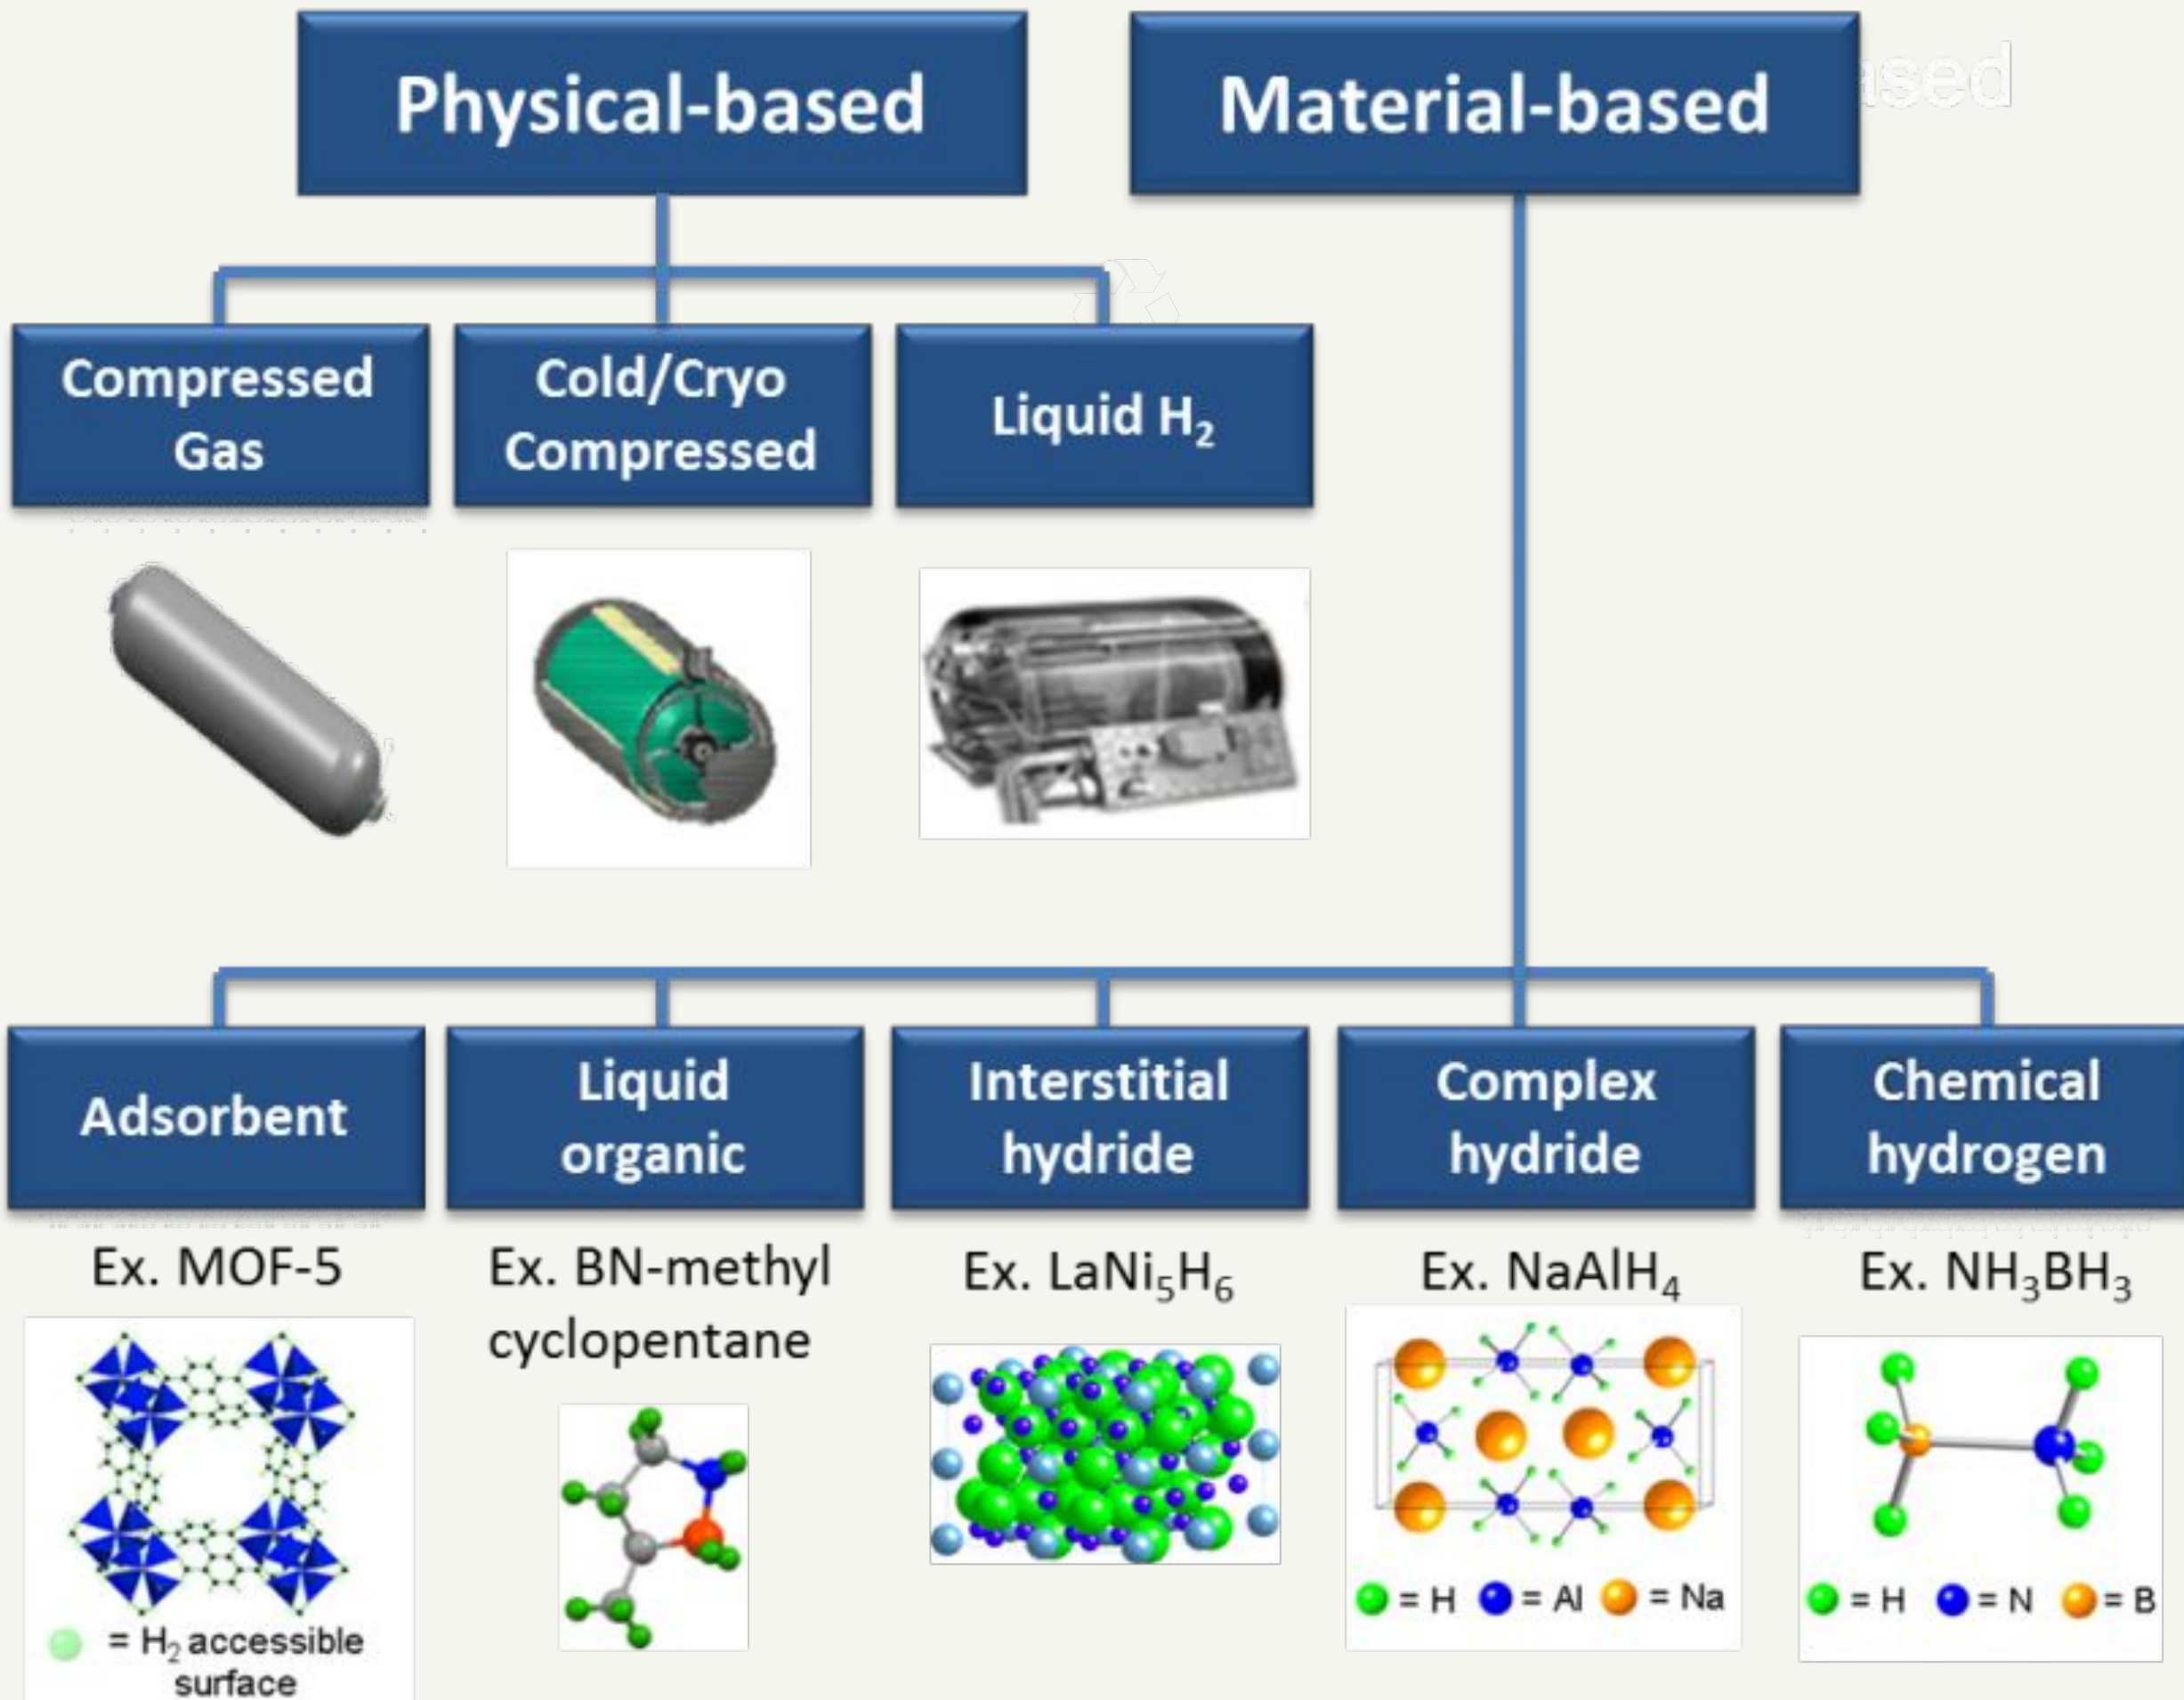 Physical-based
Material-based
ased
Compressed
Gas
Cold/Cryo
Compressed
Liquid H₂
Adsorbent
Liquid
organic
Interstitial
hydride
Complex
hydride
Chemical
hydrogen
Ex. MOF-5
Ex. BN-methyl
cyclopentane
Ex. LaNi₅H₆
Ex. NaAlH₄
Ex. NH₃BH₃
= H₂ accessible
surface
= H = Al = Na
= H = N = B